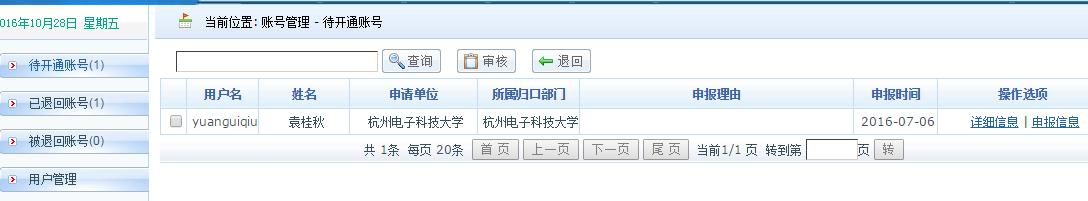 016年10月28日 星期五
当前位置: 账号管理 - 待开通账号
待开通账号(1)
已退回账号(1)
被退回账号(0)
用户管理
查询 审核 退回
用户名 姓名 申请单位 所属归口部门 申报理由 申报时间 操作选项
yuanguiqiu 袁桂秋 杭州电子科技大学 杭州电子科技大学 2016-07-06 详细信息 | 申报信息
共 1条 每页 20条 首 页 上一页 下一页 尾 页 当前1/1 页 转到第 页 转